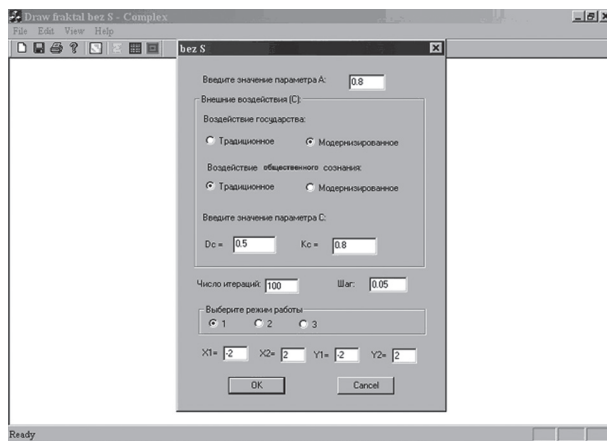 Draw fraktal bez S - Complex
File Edit View Help
bez S
Введите значение параметра А: 0.8
Внешние воздействия (С):
Воздействие государства:
Традиционное Модернизированное
Воздействие общественного сознания:
Традиционное Модернизированное
Введите значение параметра С:
Dc = 0.5 Kc = 0.8
Число итераций: 100 Шаг: 0.05
Выберите режим работы
1 2 3
X1= -2 X2= 2 Y1= -2 Y2= 2
OK Cancel
Ready